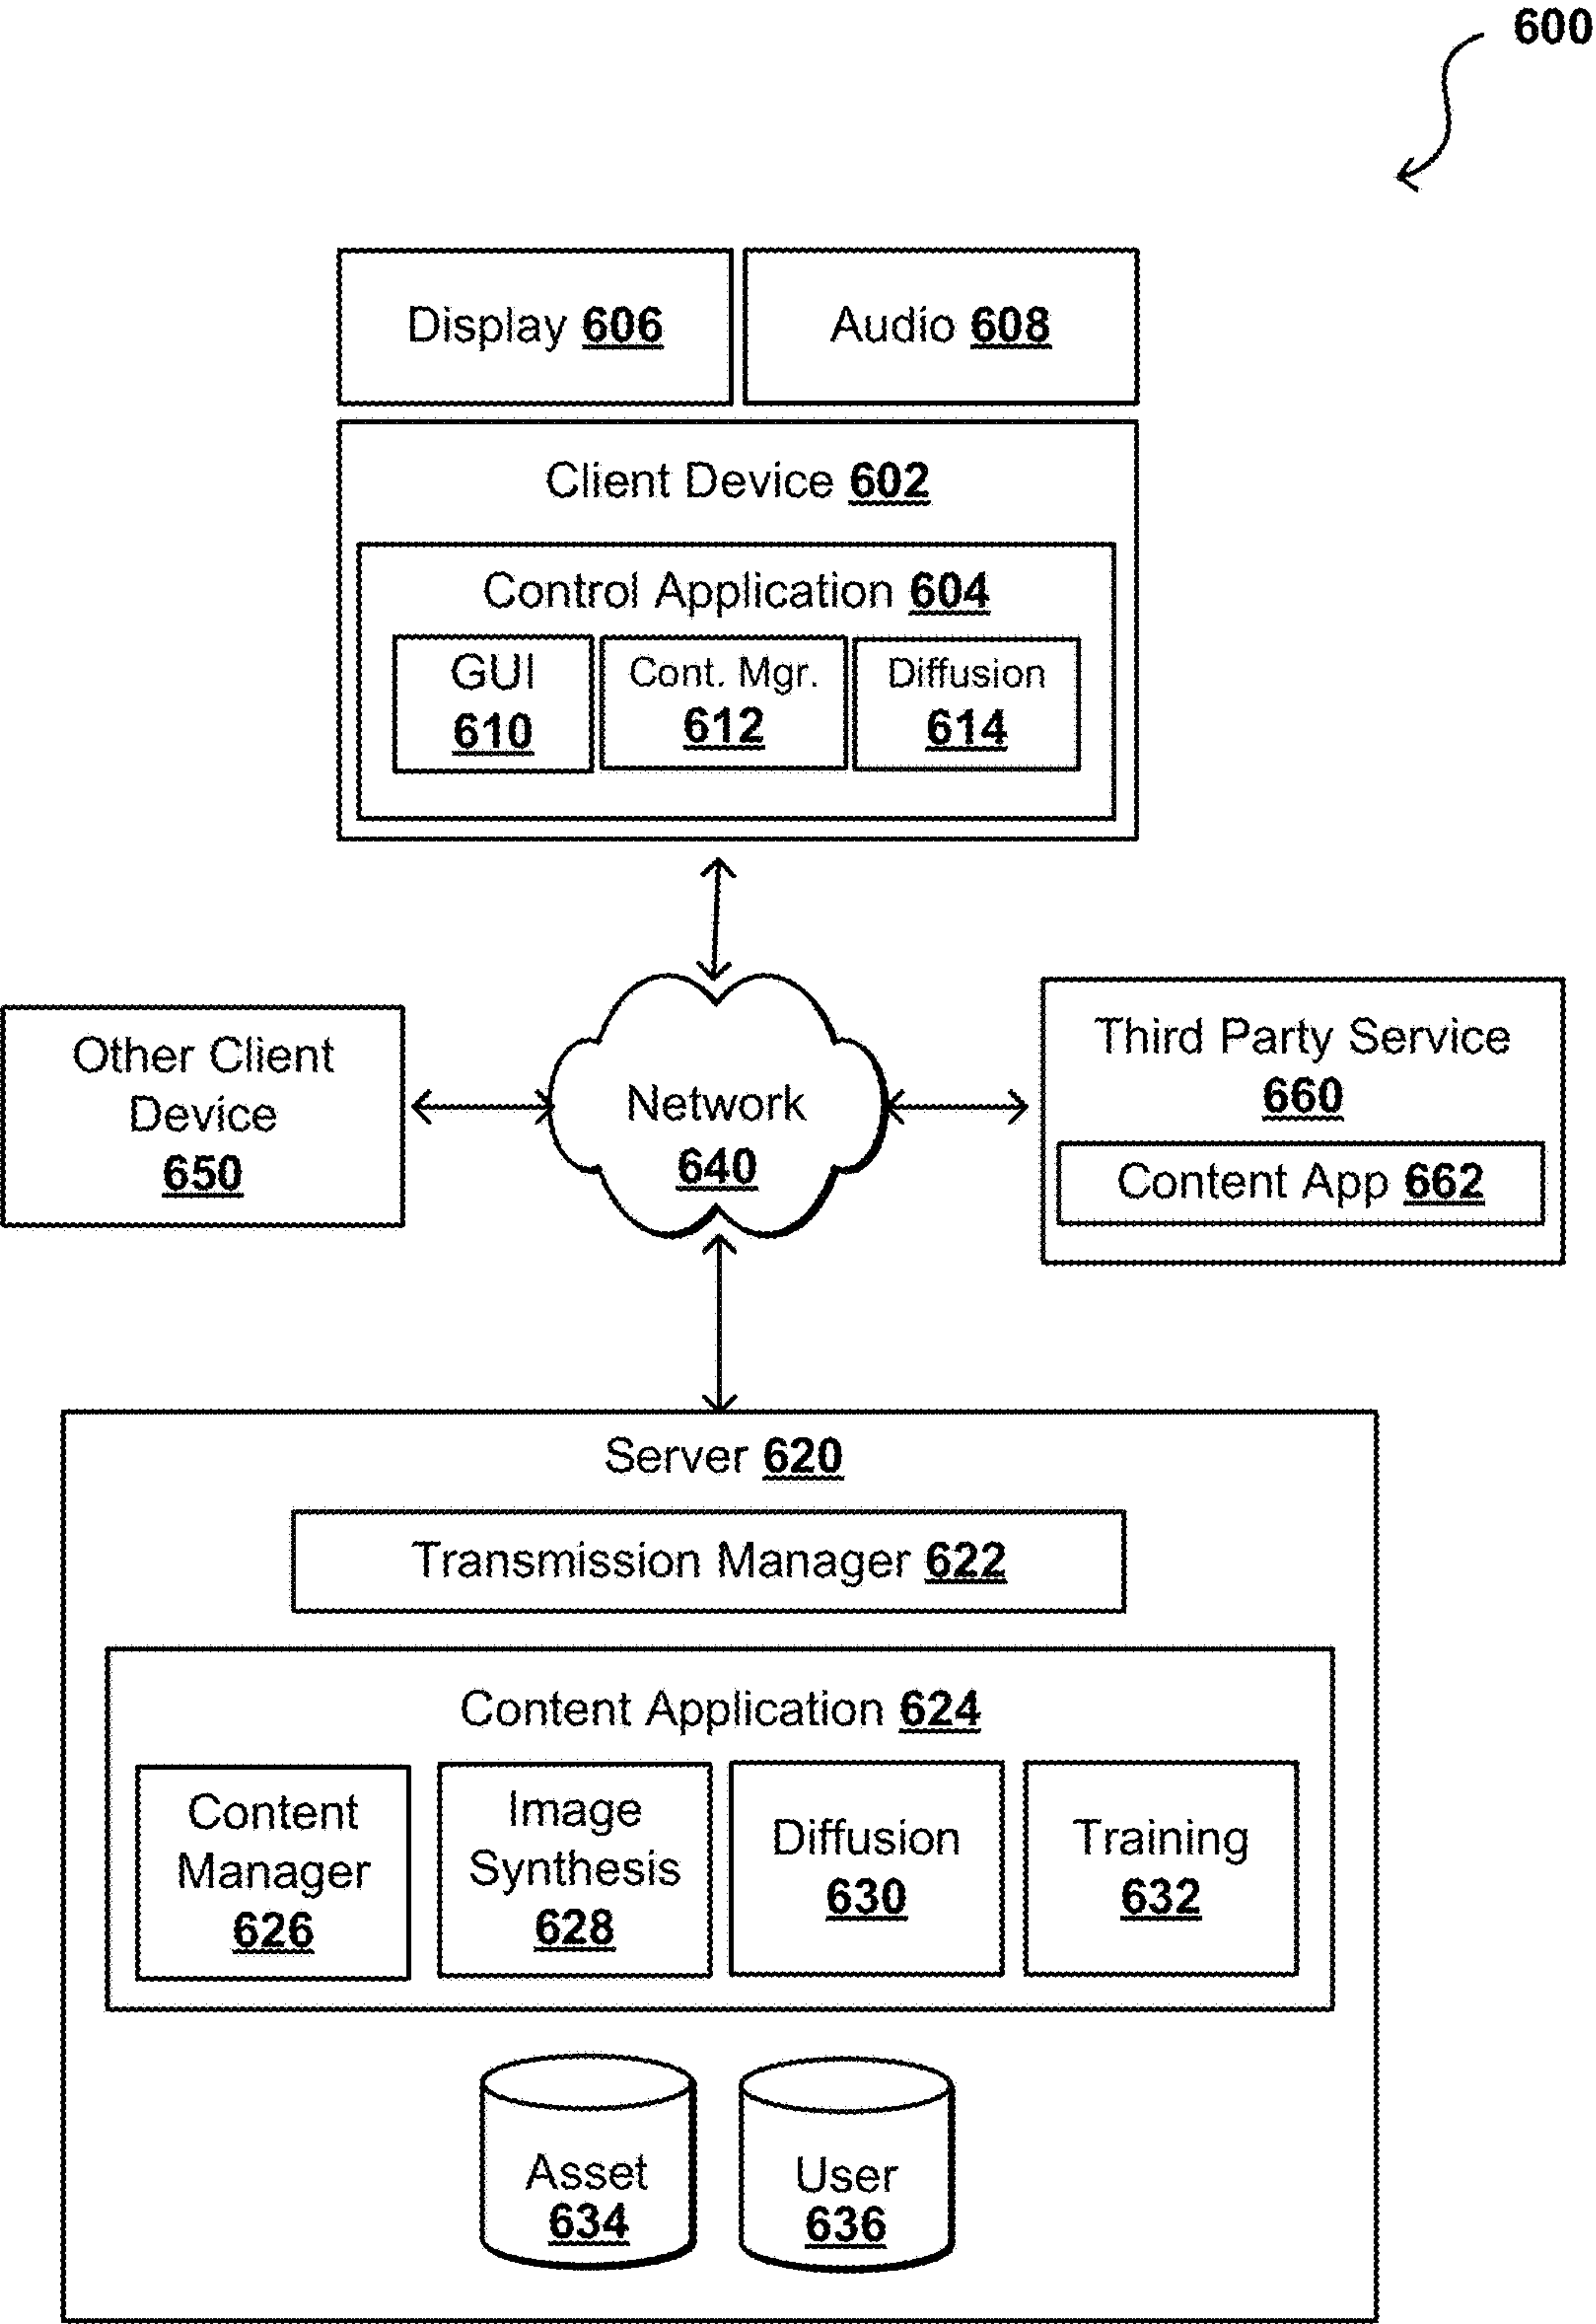 600
Display 606
Audio 608
Client Device 602
Control Application 604
GUI
610
Cont. Mgr.
612
Diffusion
614
Other Client
Device
650
Network
640
Third Party Service
660
Content App 662
Server 620
Transmission Manager 622
Content Application 624
Content
Manager
626
Image
Synthesis
628
Diffusion
630
Training
632
Asset
634
User
636